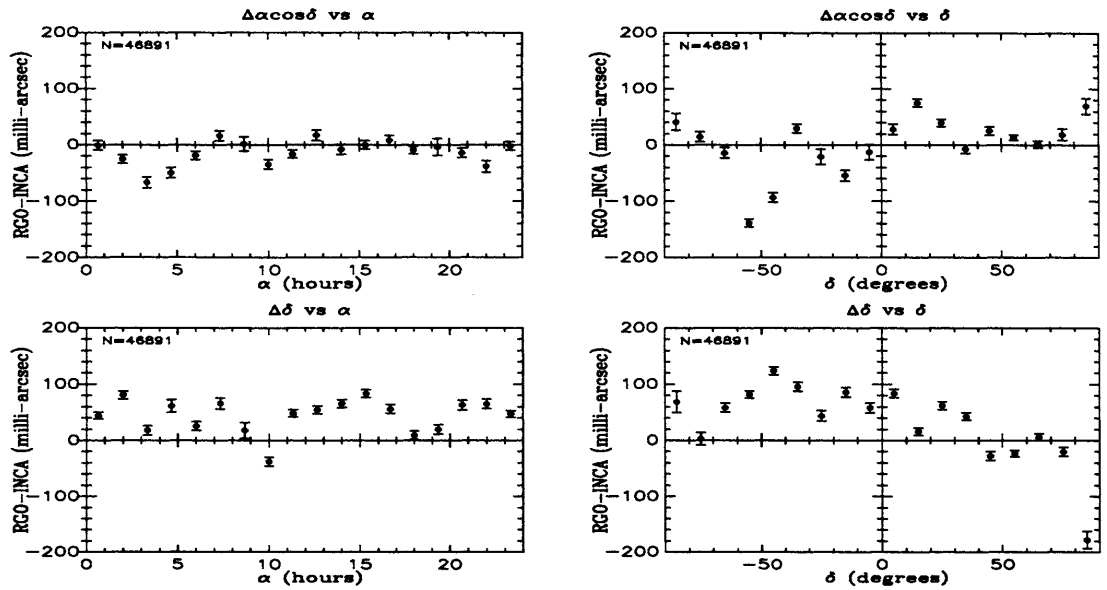 Δαcosδ vs α
N=46891
RGO-INCA (milli-arcsec)
200
100
0
-100
-200
0 5 10 15 20
α (hours)
Δαcosδ vs δ
N=46891
RGO-INCA (milli-arcsec)
200
100
0
-100
-200
-50 0 50
δ (degrees)
Δδ vs α
N=46891
RGO-INCA (milli-arcsec)
200
100
0
-100
-200
0 5 10 15 20
α (hours)
Δδ vs δ
N=46891
RGO-INCA (milli-arcsec)
200
100
0
-100
-200
-50 0 50
δ (degrees)